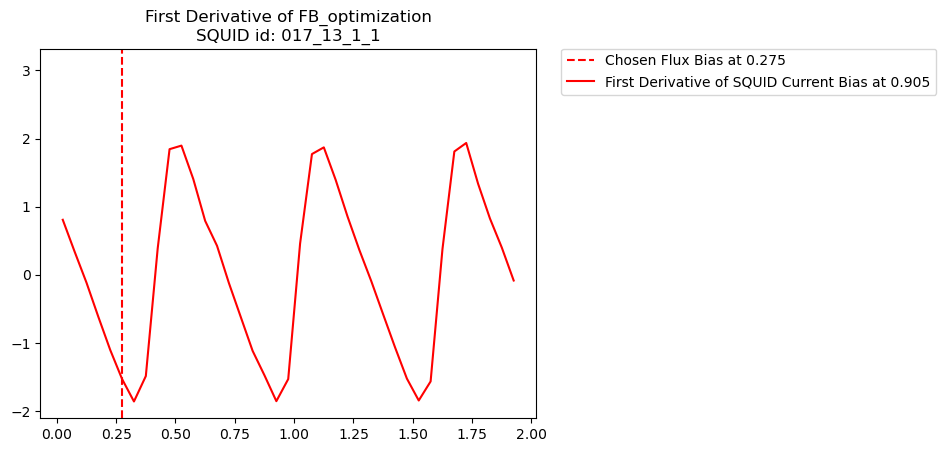 First Derivative of FB_optimization
SQUID id: 017_13_1_1
Chosen Flux Bias at 0.275
First Derivative of SQUID Current Bias at 0.905
3
2
1
0
−1
−2
0.00 0.25 0.50 0.75 1.00 1.25 1.50 1.75 2.00